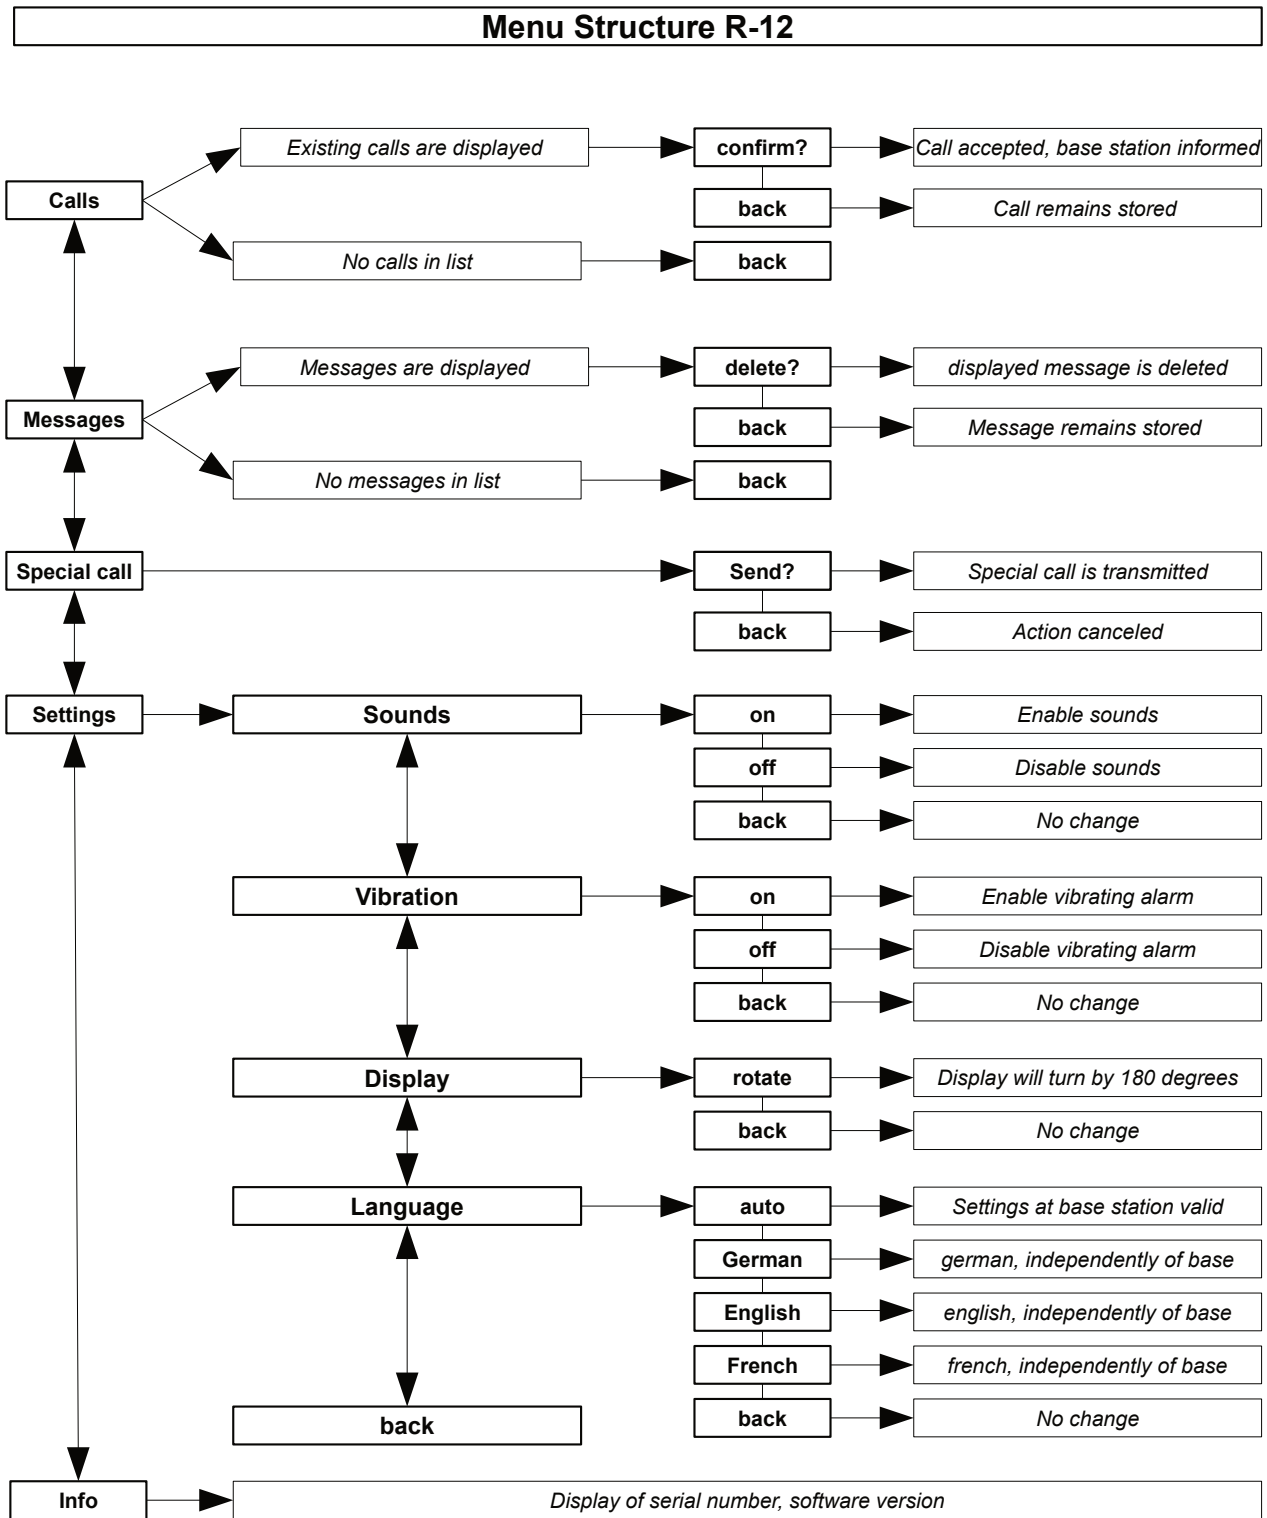 Menu Structure R-12
Existing calls are displayed
confirm?
Call accepted, base station informed
Calls
back
Call remains stored
No calls in list
back
Messages are displayed
delete?
displayed message is deleted
Messages
back
Message remains stored
No messages in list
back
Special call
Send?
Special call is transmitted
back
Action canceled
Settings
Sounds
on
Enable sounds
off
Disable sounds
back
No change
Vibration
on
Enable vibrating alarm
off
Disable vibrating alarm
back
No change
Display
rotate
Display will turn by 180 degrees
back
No change
Language
auto
Settings at base station valid
German
german, independently of base
English
english, independently of base
French
french, independently of base
back
back
No change
Info
Display of serial number, software version